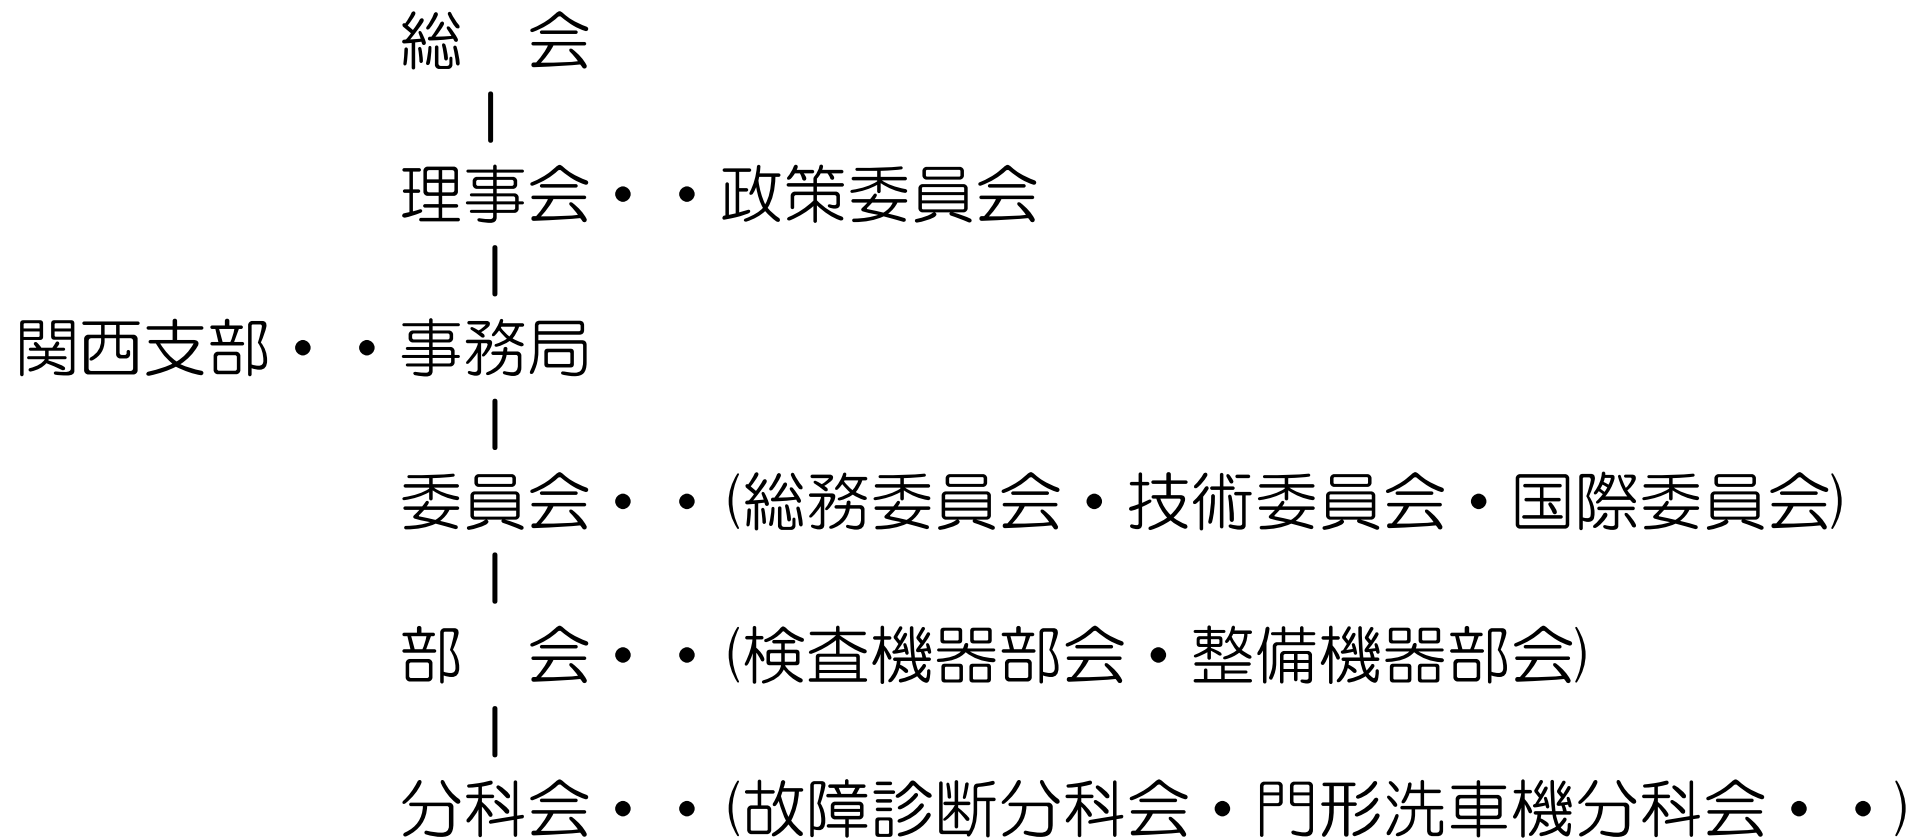 総　会
｜
理事会・・政策委員会
｜
関西支部・・事務局
｜
委員会・・(総務委員会・技術委員会・国際委員会)
｜
部　会・・(検査機器部会・整備機器部会)
｜
分科会・・(故障診断分科会・門形洗車機分科会・・)